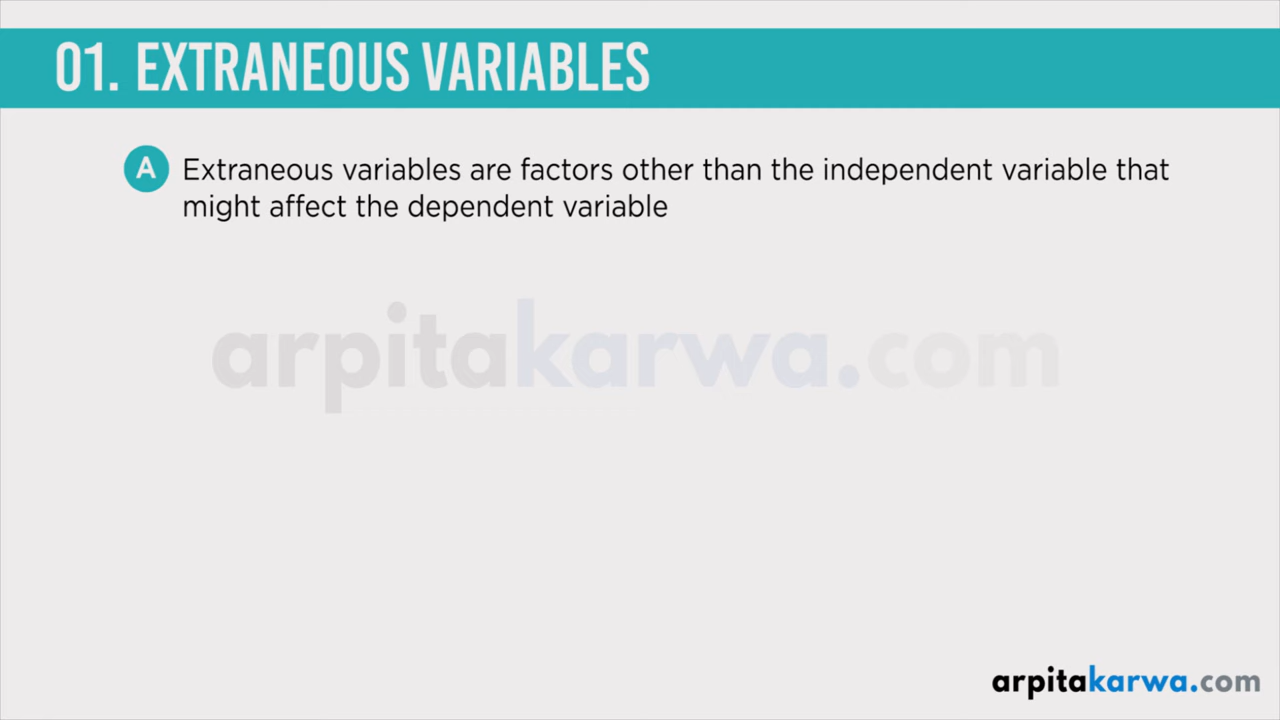 01. EXTRANEOUS VARIABLES
A Extraneous variables are factors other than the independent variable that
might affect the dependent variable
arpitakarwa.com
arpitakarwa.com